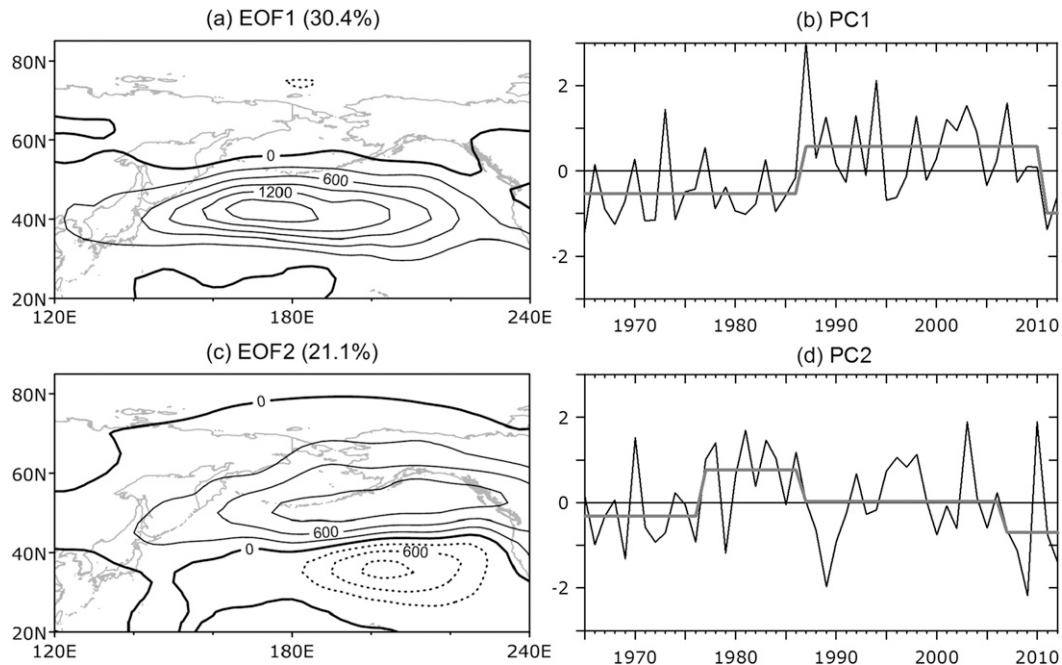 (a) EOF1 (30.4%)
80N
60N
40N
20N
120E
180E
240E
0
600
1200
(b) PC1
2
0
-2
1970
1980
1990
2000
2010
(c) EOF2 (21.1%)
80N
60N
40N
20N
120E
180E
240E
0
600
0
600
(d) PC2
2
0
-2
1970
1980
1990
2000
2010